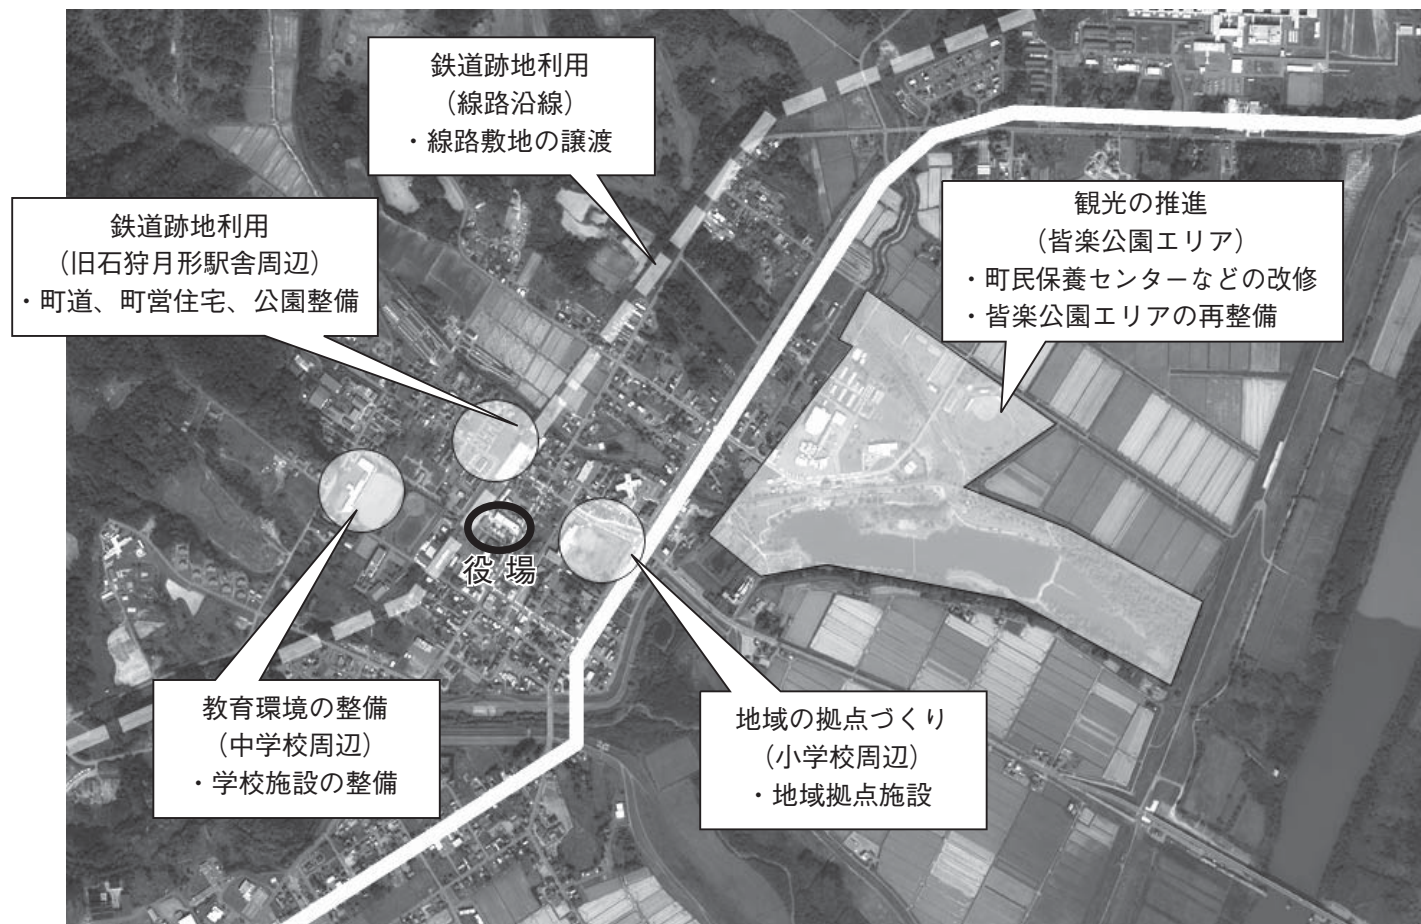 鉄道跡地利用
（線路沿線）
・線路敷地の譲渡
鉄道跡地利用
（旧石狩月形駅舎周辺）
・町道、町営住宅、公園整備
観光の推進
（皆楽公園エリア）
・町民保養センターなどの改修
・皆楽公園エリアの再整備
役場
教育環境の整備
（中学校周辺）
・学校施設の整備
地域の拠点づくり
（小学校周辺）
・地域拠点施設